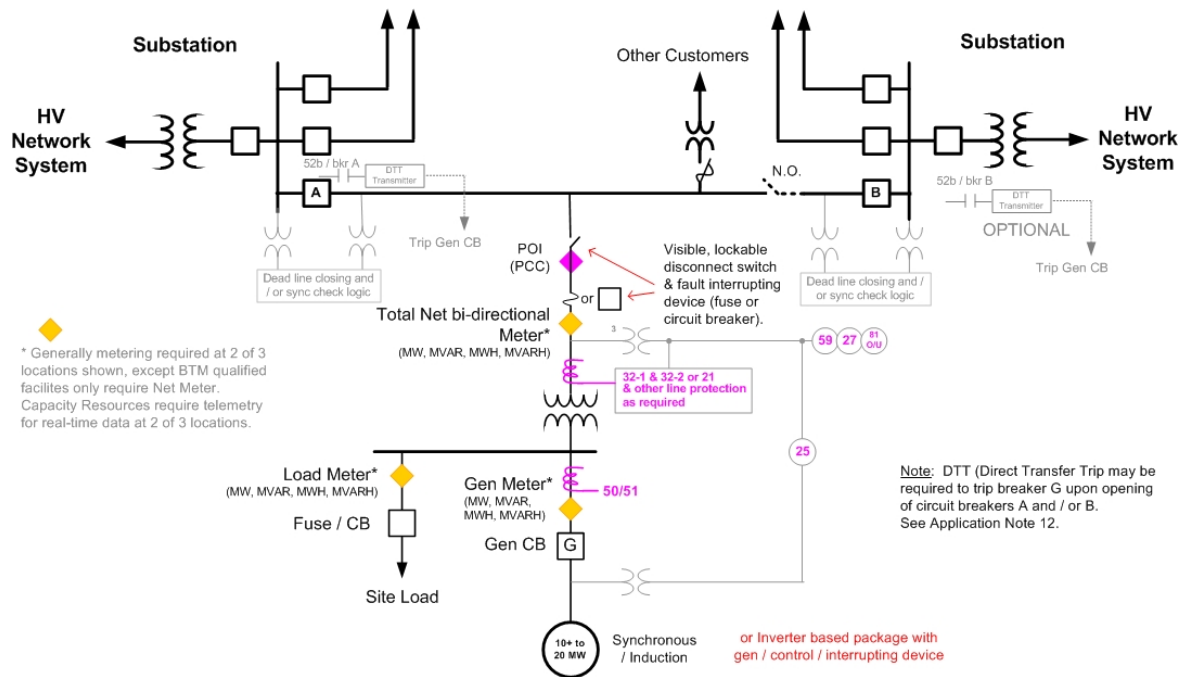 Substation
Substation
Other Customers
HV
Network
System
HV
Network
System
52b / bkr A
DTT
Transmitter
A
Trip Gen CB
N.O.
B
52b / bkr B
DTT
Transmitter
OPTIONAL
Trip Gen CB
Dead line closing and
/ or sync check logic
Dead line closing and /
or sync check logic
POI
(PCC)
or
Visible, lockable
disconnect switch
& fault interrupting
device (fuse or
circuit breaker).
Total Net bi-directional
Meter*
(MW, MVAR, MWH, MVARH)
3
59
27
81
O/U
* Generally metering required at 2 of 3
locations shown, except BTM qualified
facilites only require Net Meter.
Capacity Resources require telemetry
for real-time data at 2 of 3 locations.
32-1 & 32-2 or 21
& other line protection
as required
25
Load Meter*
(MW, MVAR, MWH, MVARH)
Fuse / CB
Site Load
Gen Meter*
(MW, MVAR,
MWH, MVARH)
50/51
Gen CB
G
Note: DTT (Direct Transfer Trip may be
required to trip breaker G upon opening
of circuit breakers A and / or B.
See Application Note 12.
10+ to
20 MW
Synchronous
/ Induction
or Inverter based package with
gen / control / interrupting device